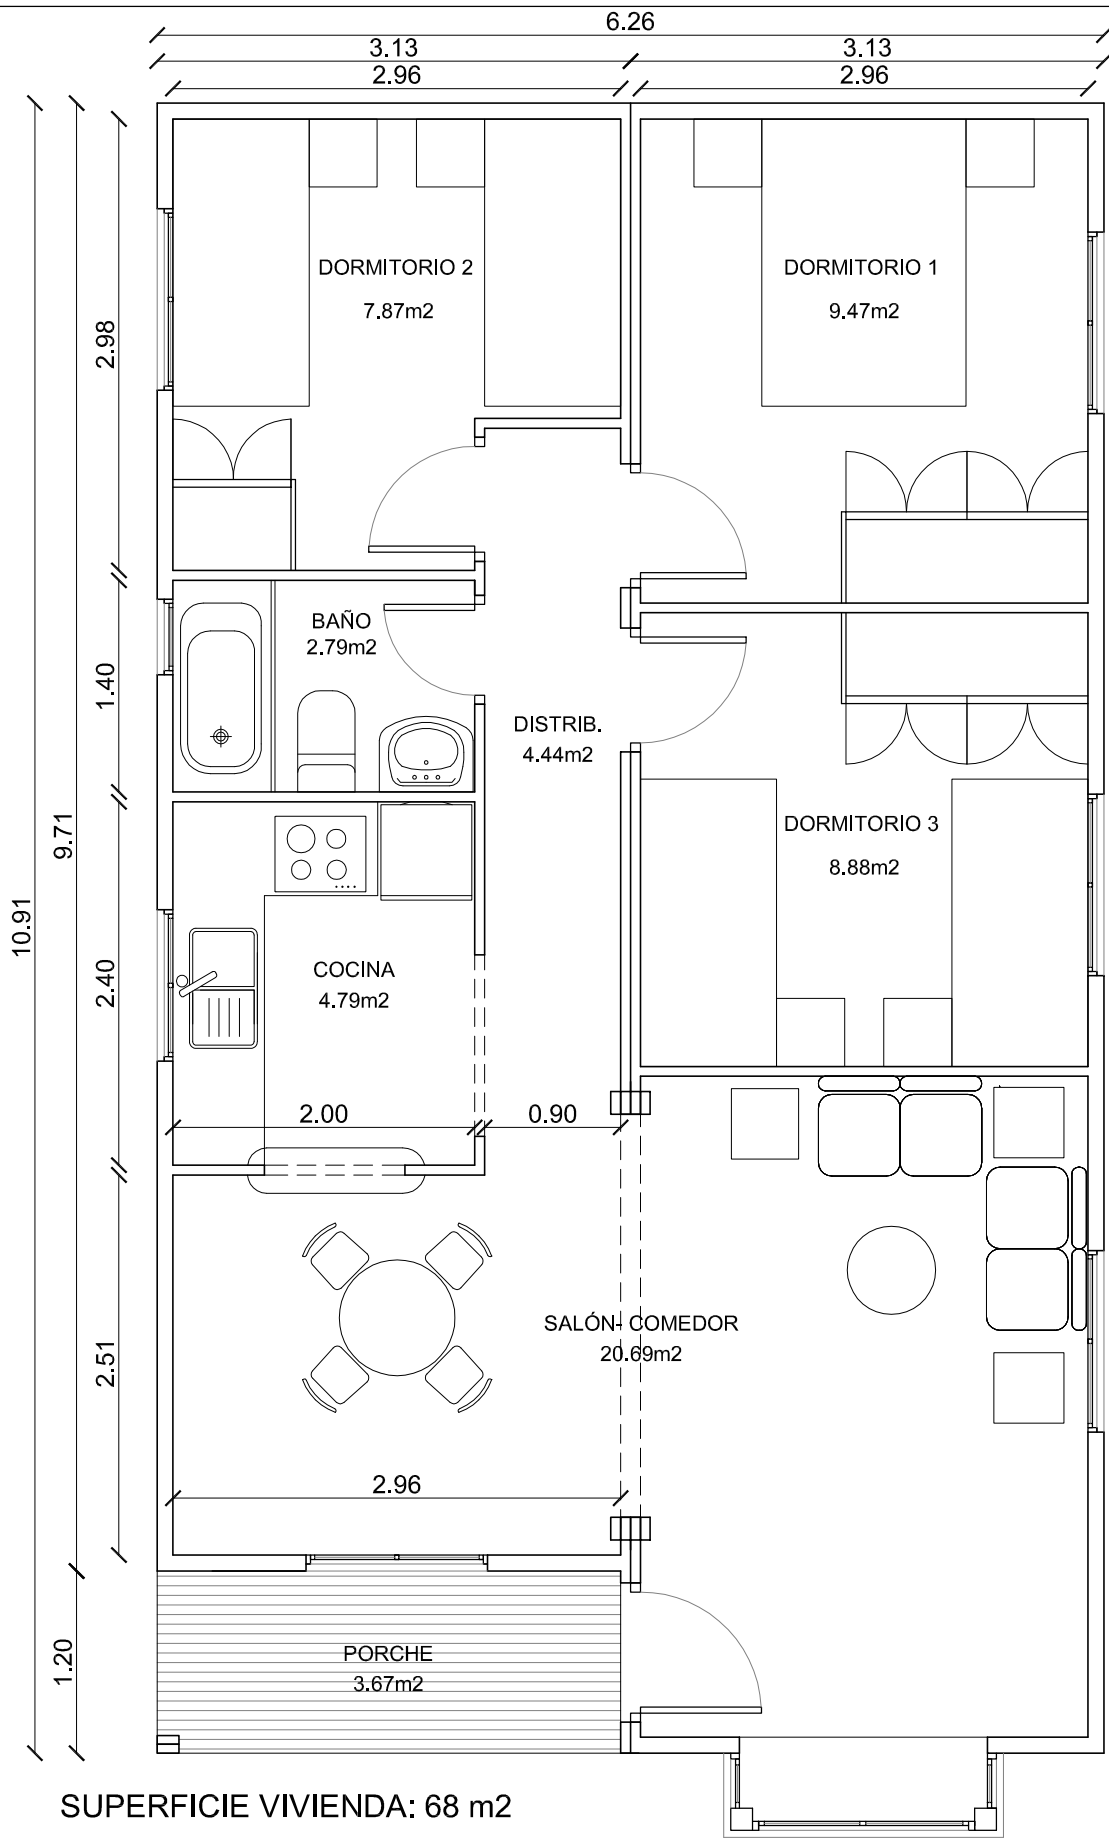 6.26
3.13
3.13
2.96
2.96
DORMITORIO 2
7.87m2
DORMITORIO 1
9.47m2
2.98
BAÑO
2.79m2
1.40
DISTRIB.
4.44m2
9.71
DORMITORIO 3
8.88m2
10.91
COCINA
4.79m2
2.40
2.00
0.90
SALÓN- COMEDOR
20.69m2
2.51
2.96
PORCHE
3.67m2
1.20
SUPERFICIE VIVIENDA: 68 m2